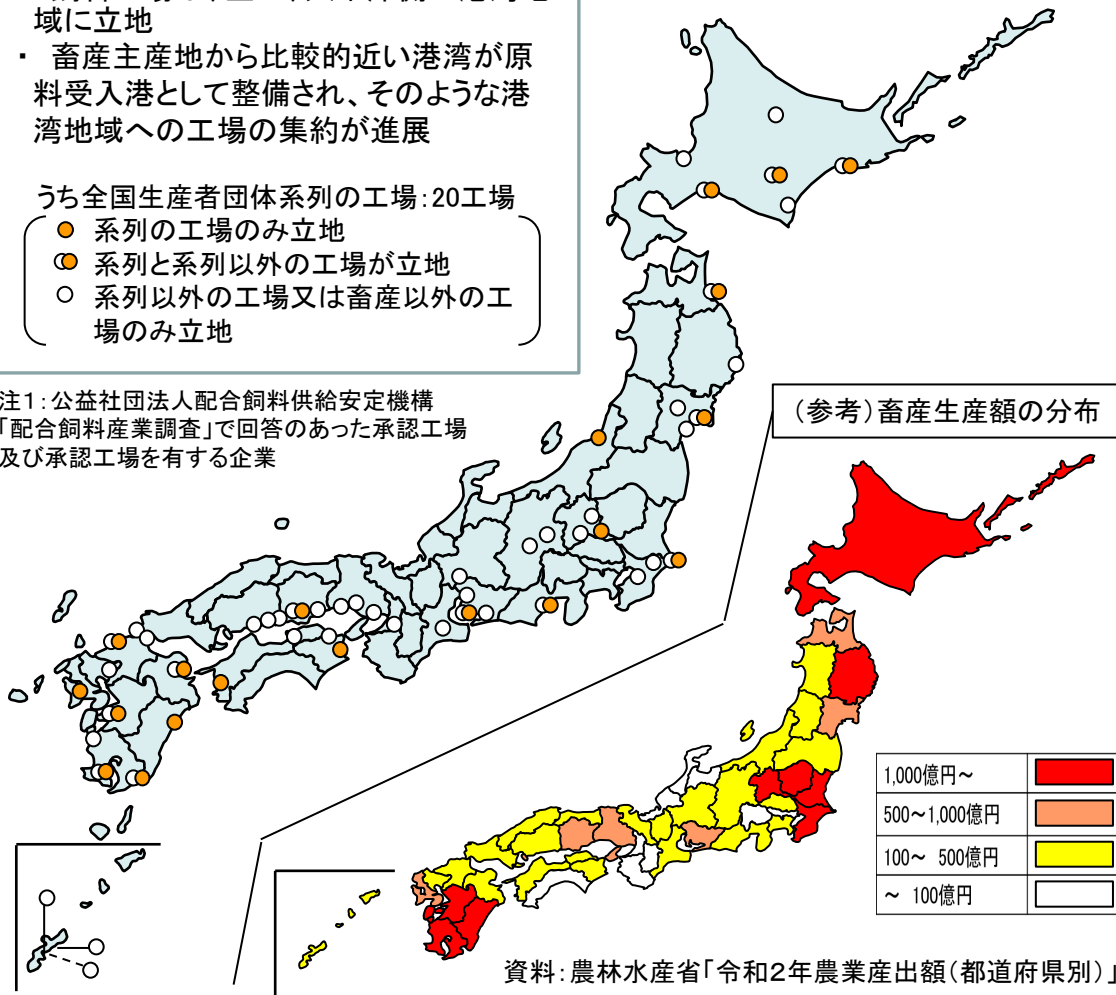 域に立地
・ 畜産主産地から比較的近い港湾が原
料受入港として整備され、そのような港
湾地域への工場の集約が進展
うち全国生産者団体系列の工場:20工場
系列の工場のみ立地
系列と系列以外の工場が立地
系列以外の工場又は畜産以外の工
場のみ立地
注1:公益社団法人配合飼料供給安定機構
「配合飼料産業調査」で回答のあった承認工場
及び承認工場を有する企業
(参考)畜産生産額の分布
1,000億円~
500~1,000億円
100~ 500億円
~ 100億円
資料:農林水産省「令和2年農業産出額(都道府県別)」